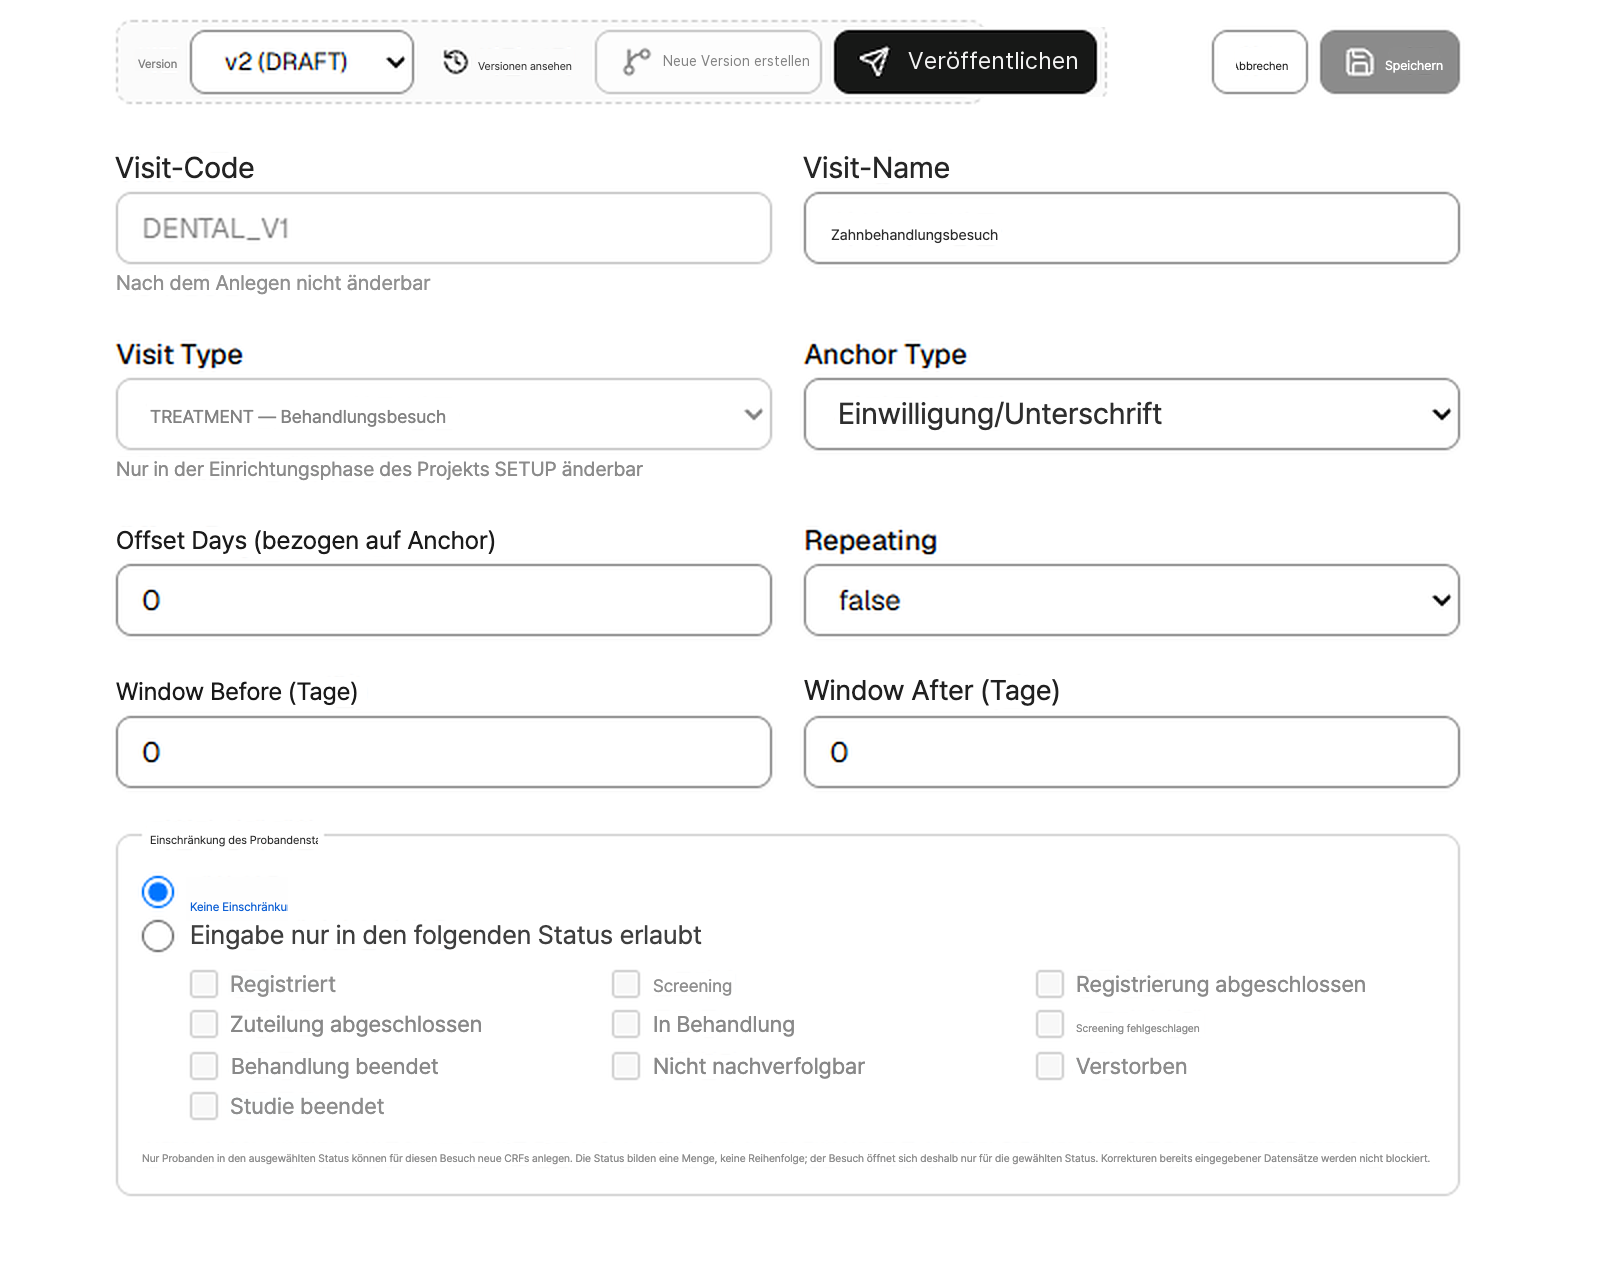 Version
v2 (DRAFT)
Versionen ansehen
Neue Version erstellen
Veröffentlichen
Abbrechen
Speichern
Visit-Code
Visit-Name
DENTAL_V1
Zahnbehandlungsbesuch
Nach dem Anlegen nicht änderbar
Visit Type
Anchor Type
TREATMENT — Behandlungsbesuch
Einwilligung/Unterschrift
Nur in der Einrichtungsphase des Projekts SETUP änderbar
Offset Days (bezogen auf Anchor)
Repeating
0
false
Window Before (Tage)
Window After (Tage)
0
0
Einschränkung des Probandensta
Keine Einschränku
Eingabe nur in den folgenden Status erlaubt
Registriert
Screening
Registrierung abgeschlossen
Zuteilung abgeschlossen
In Behandlung
Screening fehlgeschlagen
Behandlung beendet
Nicht nachverfolgbar
Verstorben
Studie beendet
Nur Probanden in den ausgewählten Status können für diesen Besuch neue CRFs anlegen. Die Status bilden eine Menge, keine Reihenfolge; der Besuch öffnet sich deshalb nur für die gewählten Status. Korrekturen bereits eingegebener Datensätze werden nicht blockiert.